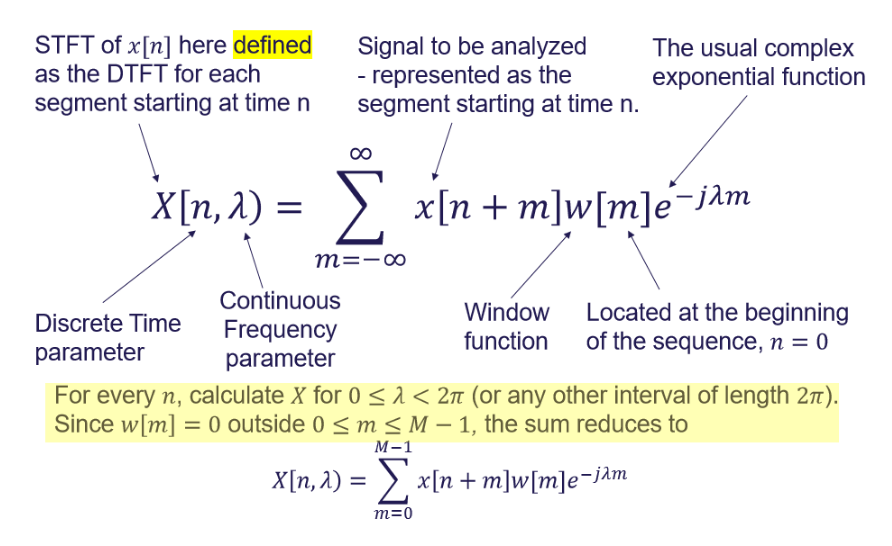 STFT of x[n] here defined
as the DTFT for each
segment starting at time n
Signal to be analyzed
- represented as the
segment starting at time n.
The usual complex
exponential function
X[n, λ) = ∑_{m=−∞}^{∞} x[n + m]w[m]e^{−jλm}
Discrete Time
parameter
Continuous
Frequency
parameter
Window
function
Located at the beginning
of the sequence, n = 0
For every n, calculate X for 0 ≤ λ < 2π (or any other interval of length 2π).
Since w[m] = 0 outside 0 ≤ m ≤ M − 1, the sum reduces to
X[n, λ) = ∑_{m=0}^{M−1} x[n + m]w[m]e^{−jλm}